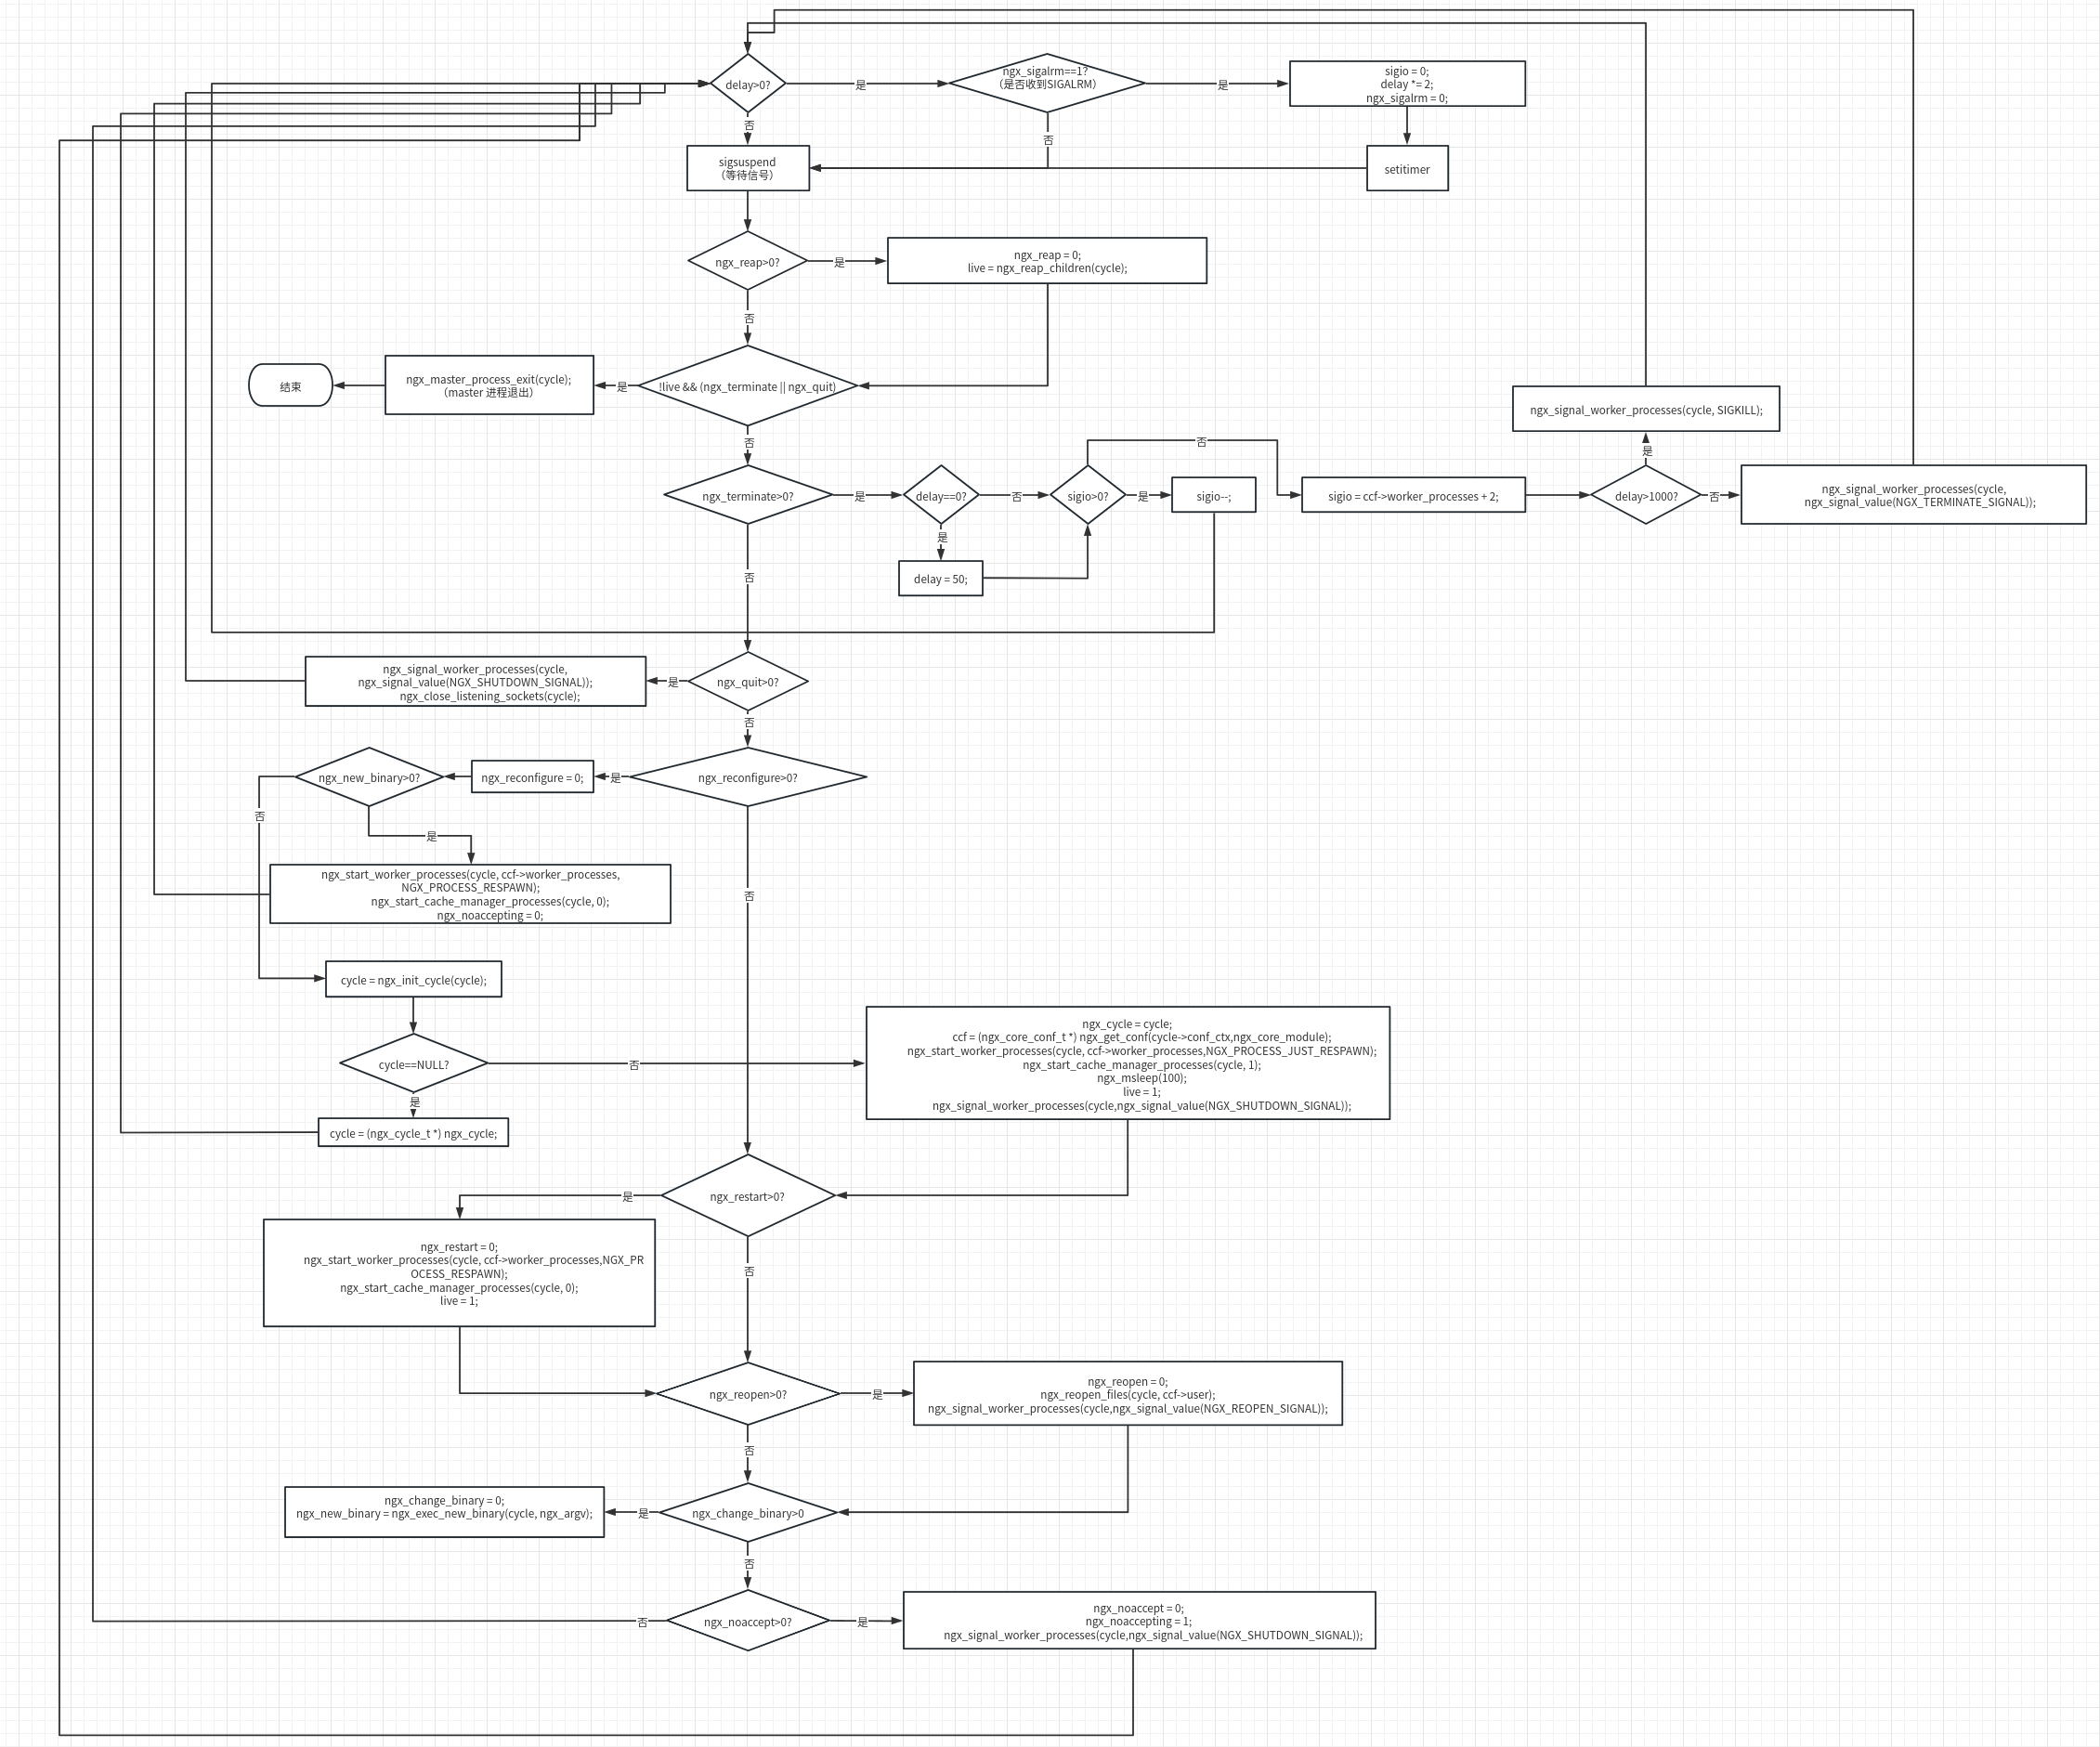 delay>0?
是
ngx_sigalrm==1?
（是否收到SIGALRM）
是
sigio = 0;
delay *= 2;
ngx_sigalrm = 0;
否
否
sigsuspend
（等待信号）
setitimer
ngx_reap>0?
是
ngx_reap = 0;
live = ngx_reap_children(cycle);
否
结束
ngx_master_process_exit(cycle);
（master 进程退出）
是
!live && (ngx_terminate || ngx_quit)
ngx_signal_worker_processes(cycle, SIGKILL);
否
否
是
ngx_terminate>0?
是
delay==0?
否
sigio>0?
是
sigio--;
sigio = ccf->worker_processes + 2;
delay>1000?
否
ngx_signal_worker_processes(cycle,
ngx_signal_value(NGX_TERMINATE_SIGNAL));
是
否
delay = 50;
ngx_signal_worker_processes(cycle,
ngx_signal_value(NGX_SHUTDOWN_SIGNAL));
ngx_close_listening_sockets(cycle);
是
ngx_quit>0?
否
ngx_new_binary>0?
ngx_reconfigure = 0;
是
ngx_reconfigure>0?
否
是
ngx_start_worker_processes(cycle, ccf->worker_processes,
NGX_PROCESS_RESPAWN);
ngx_start_cache_manager_processes(cycle, 0);
ngx_noaccepting = 0;
否
cycle = ngx_init_cycle(cycle);
cycle==NULL?
否
ngx_cycle = cycle;
ccf = (ngx_core_conf_t *) ngx_get_conf(cycle->conf_ctx,ngx_core_module);
ngx_start_worker_processes(cycle, ccf->worker_processes,NGX_PROCESS_JUST_RESPAWN);
ngx_start_cache_manager_processes(cycle, 1);
ngx_msleep(100);
live = 1;
ngx_signal_worker_processes(cycle,ngx_signal_value(NGX_SHUTDOWN_SIGNAL));
是
cycle = (ngx_cycle_t *) ngx_cycle;
是
ngx_restart>0?
ngx_restart = 0;
ngx_start_worker_processes(cycle, ccf->worker_processes,NGX_PR
OCESS_RESPAWN);
ngx_start_cache_manager_processes(cycle, 0);
live = 1;
否
ngx_reopen>0?
是
ngx_reopen = 0;
ngx_reopen_files(cycle, ccf->user);
ngx_signal_worker_processes(cycle,ngx_signal_value(NGX_REOPEN_SIGNAL));
否
ngx_change_binary = 0;
ngx_new_binary = ngx_exec_new_binary(cycle, ngx_argv);
是
ngx_change_binary>0
否
否
ngx_noaccept>0?
是
ngx_noaccept = 0;
ngx_noaccepting = 1;
ngx_signal_worker_processes(cycle,ngx_signal_value(NGX_SHUTDOWN_SIGNAL));